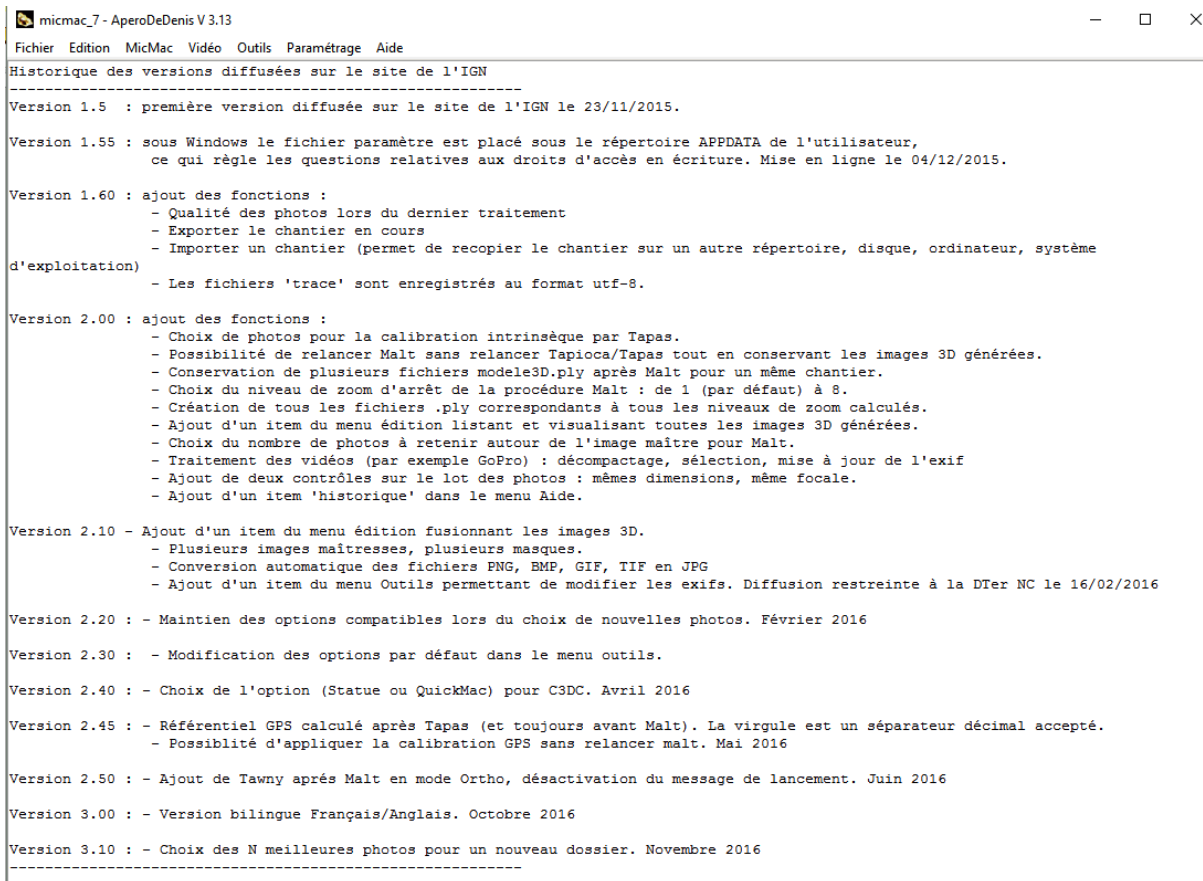 micmac_7 - AperoDeDenis V 3.13
Fichier Edition MicMac Vidéo Outils Paramétrage Aide
Historique des versions diffusées sur le site de l'IGN
----------------------------------------------------------
Version 1.5  : première version diffusée sur le site de l'IGN le 23/11/2015.
Version 1.55 : sous Windows le fichier paramètre est placé sous le répertoire APPDATA de l'utilisateur,
ce qui règle les questions relatives aux droits d'accès en écriture. Mise en ligne le 04/12/2015.
Version 1.60 : ajout des fonctions :
- Qualité des photos lors du dernier traitement
- Exporter le chantier en cours
- Importer un chantier (permet de recopier le chantier sur un autre répertoire, disque, ordinateur, système
d'exploitation)
- Les fichiers 'trace' sont enregistrés au format utf-8.
Version 2.00 : ajout des fonctions :
- Choix de photos pour la calibration intrinsèque par Tapas.
- Possibilité de relancer Malt sans relancer Tapioca/Tapas tout en conservant les images 3D générées.
- Conservation de plusieurs fichiers modele3D.ply après Malt pour un même chantier.
- Choix du niveau de zoom d'arrêt de la procédure Malt : de 1 (par défaut) à 8.
- Création de tous les fichiers .ply correspondants à tous les niveaux de zoom calculés.
- Ajout d'un item du menu édition listant et visualisant toutes les images 3D générées.
- Choix du nombre de photos à retenir autour de l'image maître pour Malt.
- Traitement des vidéos (par exemple GoPro) : décompactage, sélection, mise à jour de l'exif
- Ajout de deux contrôles sur le lot des photos : mêmes dimensions, même focale.
- Ajout d'un item 'historique' dans le menu Aide.
Version 2.10 - Ajout d'un item du menu édition fusionnant les images 3D.
- Plusieurs images maîtresses, plusieurs masques.
- Conversion automatique des fichiers PNG, BMP, GIF, TIF en JPG
- Ajout d'un item du menu Outils permettant de modifier les exifs. Diffusion restreinte à la DTer NC le 16/02/2016
Version 2.20 : - Maintien des options compatibles lors du choix de nouvelles photos. Février 2016
Version 2.30 :  - Modification des options par défaut dans le menu outils.
Version 2.40 : - Choix de l'option (Statue ou QuickMac) pour C3DC. Avril 2016
Version 2.45 : - Référentiel GPS calculé après Tapas (et toujours avant Malt). La virgule est un séparateur décimal accepté.
- Possiblité d'appliquer la calibration GPS sans relancer malt. Mai 2016
Version 2.50 : - Ajout de Tawny aprés Malt en mode Ortho, désactivation du message de lancement. Juin 2016
Version 3.00 : - Version bilingue Français/Anglais. Octobre 2016
Version 3.10 : - Choix des N meilleures photos pour un nouveau dossier. Novembre 2016
----------------------------------------------------------